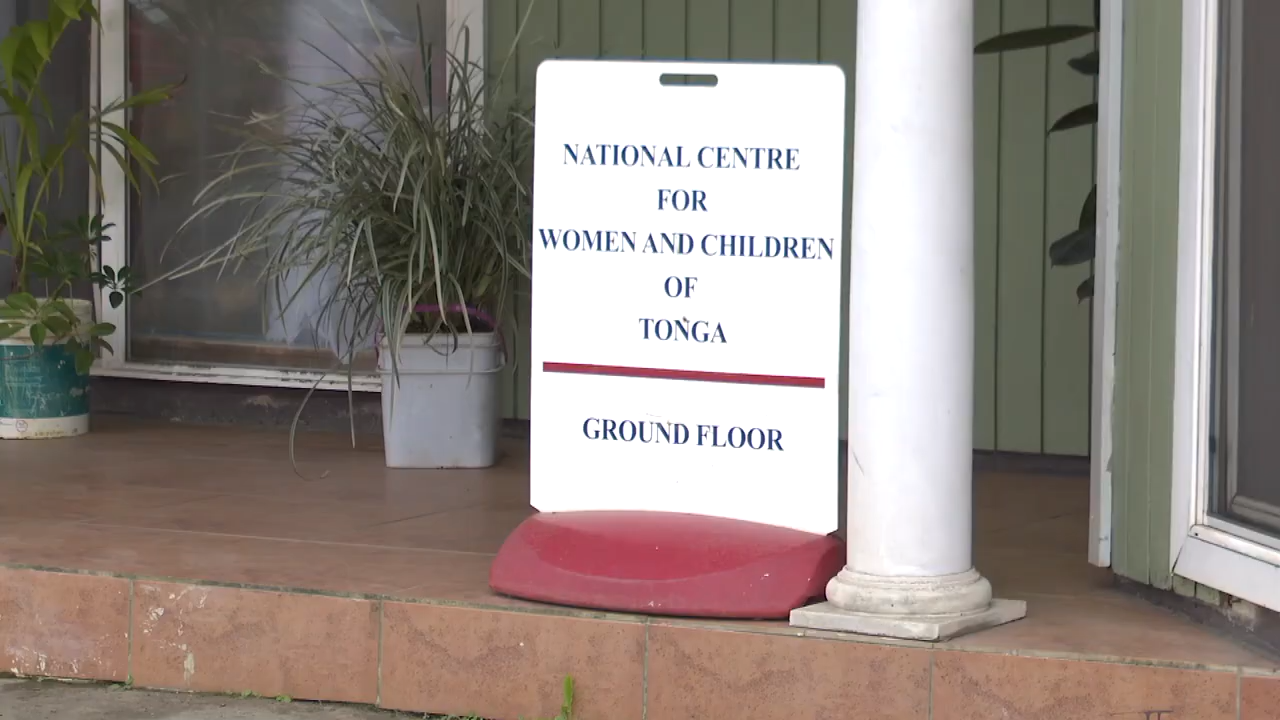 NATIONAL CENTRE
FOR
WOMEN AND CHILDREN
OF
TONGA
GROUND FLOOR